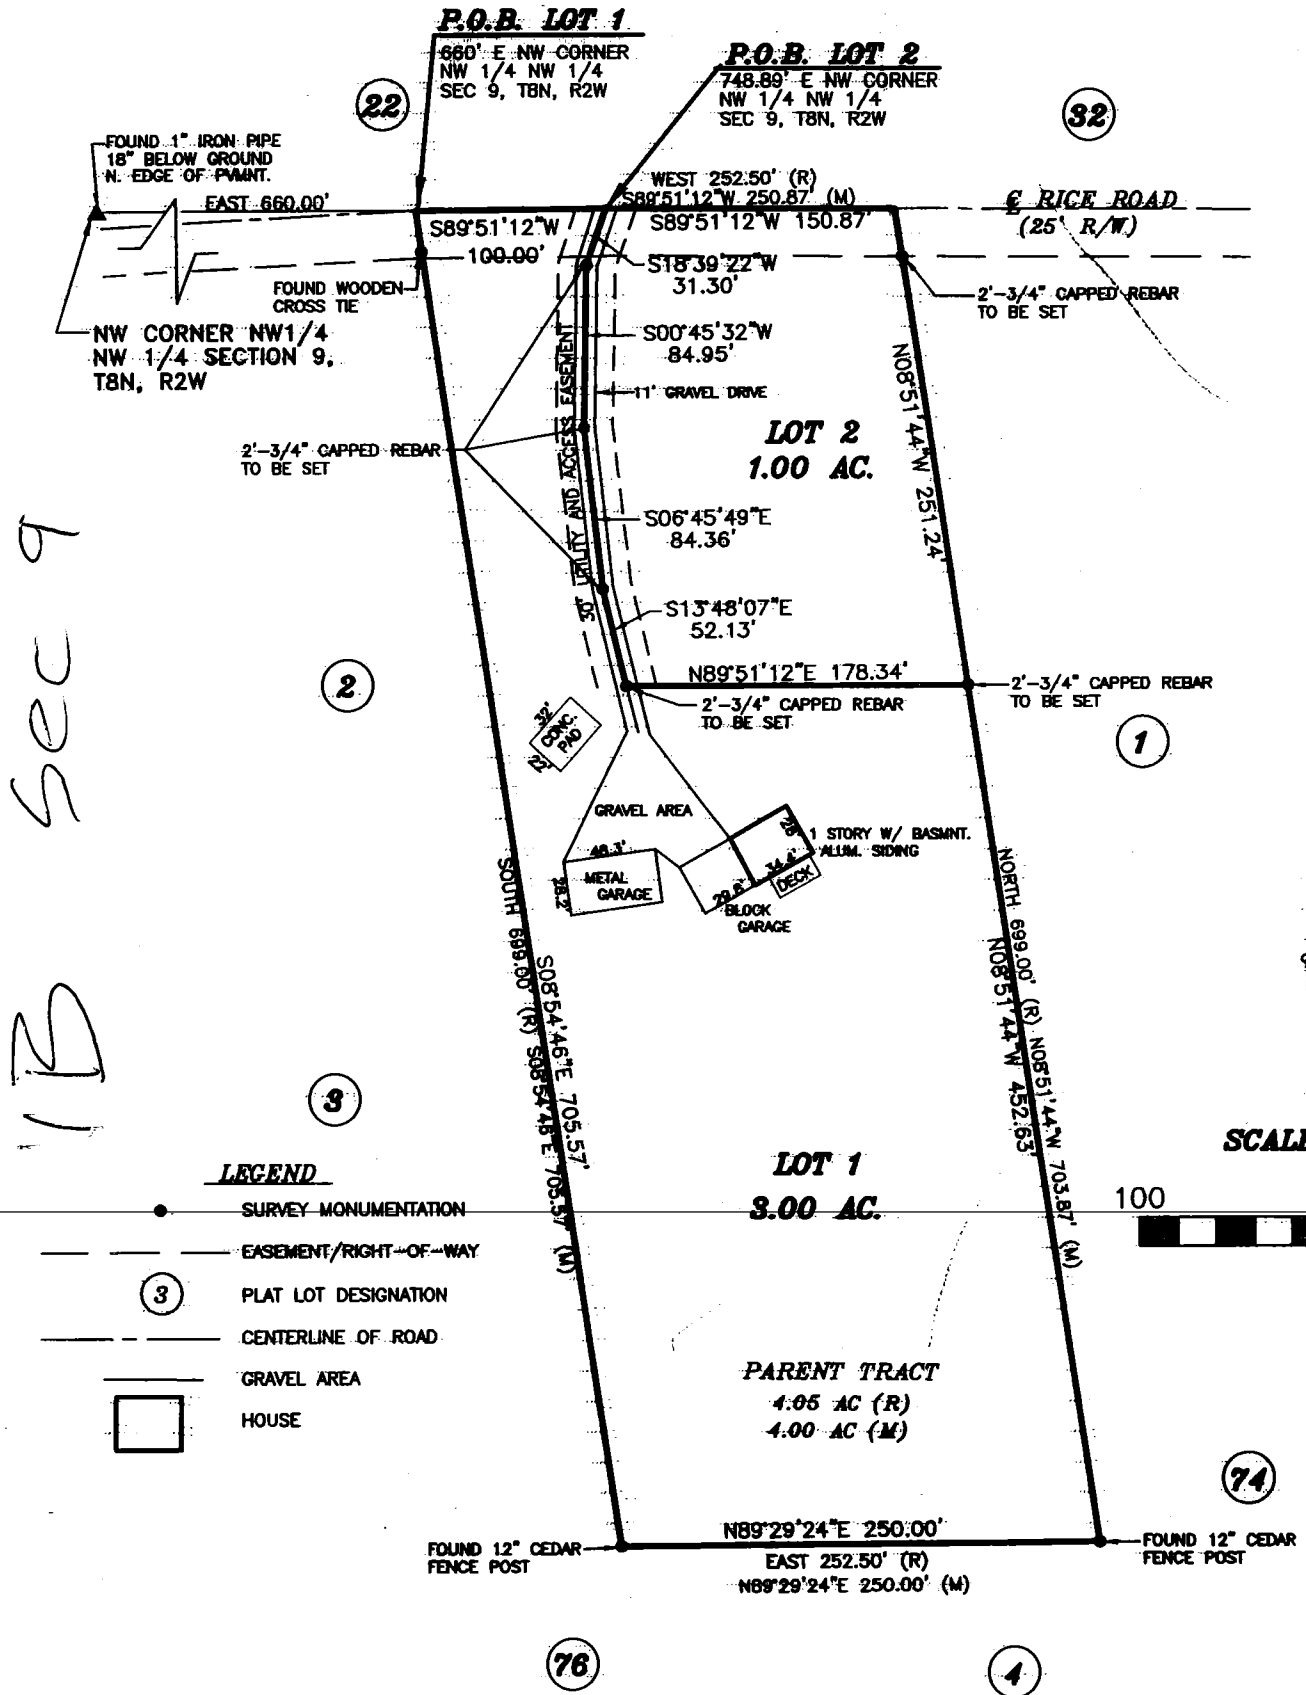 P.O.B. LOT 1
660' E NW CORNER
NW 1/4 NW 1/4
SEC 9, T8N, R2W
P.O.B. LOT 2
748.89' E NW CORNER
NW 1/4 NW 1/4
SEC 9, T8N, R2W
22
32
FOUND 1" IRON PIPE
18" BELOW GROUND
N. EDGE OF PVMNT.
EAST 660.00'
WEST 252.50' (R)
S89°51'12"W 250.87' (M)
S89°51'12"W
100.00'
S89°51'12"W 150.87'
℄ RICE ROAD
(25' R/W)
FOUND WOODEN
CROSS TIE
S18°39'22"W
31.30'
2'-3/4" CAPPED REBAR
TO BE SET
NW CORNER NW1/4
NW 1/4 SECTION 9,
T8N, R2W
S00°45'32"W
84.95'
11' GRAVEL DRIVE
30' UTILITY AND ACCESS EASEMENT
N08°51'44"W 251.24'
LOT 2
1.00 AC.
2'-3/4" CAPPED REBAR
TO BE SET
S06°45'49"E
84.36'
S13°48'07"E
52.13'
N89°51'12"E 178.34'
2'-3/4" CAPPED REBAR
TO BE SET
2'-3/4" CAPPED REBAR
TO BE SET
2
1
1B Sec 9
32'
CONC.
PAD
22'
GRAVEL AREA
48.3'
METAL
GARAGE
28.2'
28'
1 STORY W/ BASMNT.
ALUM. SIDING
34.4'
DECK
29.6'
BLOCK
GARAGE
SOUTH 699.00' (R) S08°54'46"E 705.57' (M)
S08°54'46"E 705.57'
NORTH 699.00' (R) N08°51'44"W 703.87' (M)
N08°51'44"W 452.63'
3
LOT 1
3.00 AC.
SCALE
100
LEGEND
SURVEY MONUMENTATION
EASEMENT/RIGHT-OF-WAY
3
PLAT LOT DESIGNATION
CENTERLINE OF ROAD
GRAVEL AREA
HOUSE
PARENT TRACT
4.05 AC (R)
4.00 AC (M)
74
N89°29'24"E 250.00'
EAST 252.50' (R)
N89°29'24"E 250.00' (M)
FOUND 12" CEDAR
FENCE POST
FOUND 12" CEDAR
FENCE POST
76
4